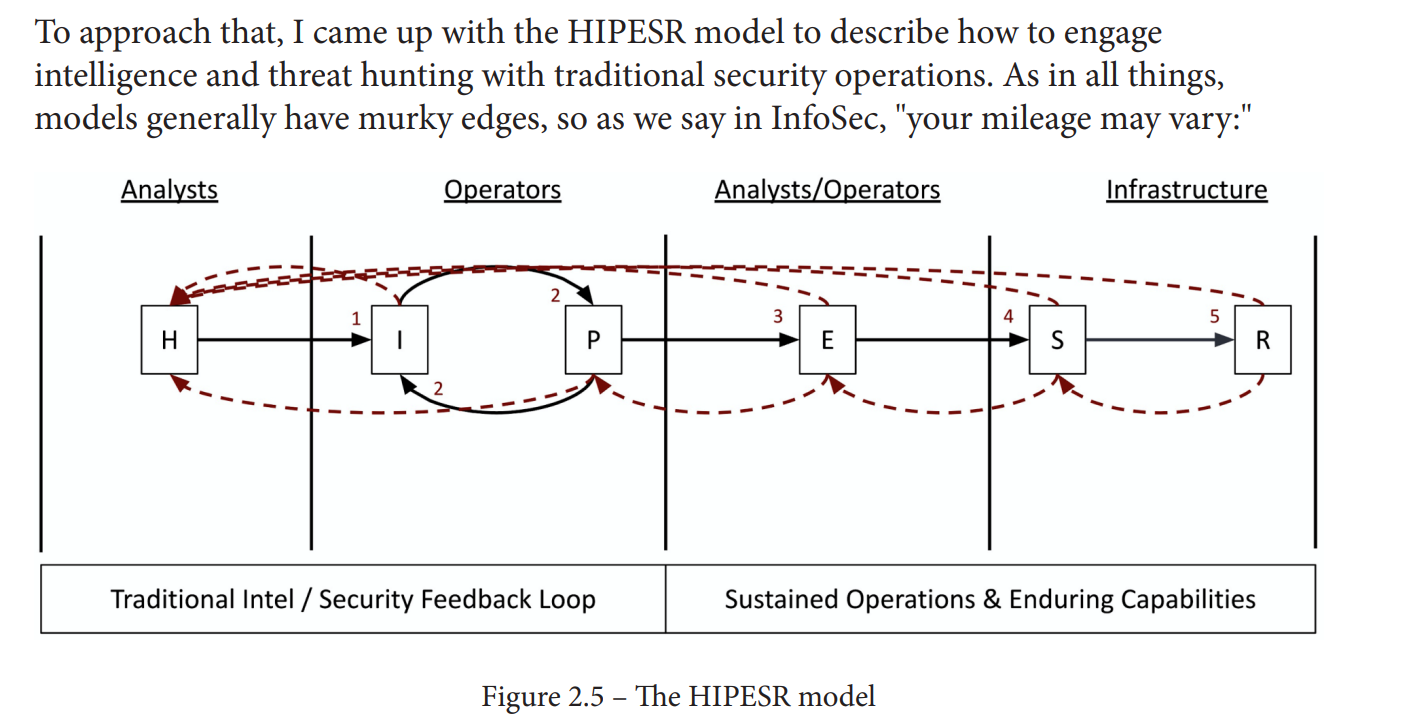 To approach that, I came up with the HIPESR model to describe how to engage
intelligence and threat hunting with traditional security operations. As in all things,
models generally have murky edges, so as we say in InfoSec, "your mileage may vary:"
Analysts Operators Analysts/Operators Infrastructure
2
1 3 4 5
H I P E S R
2
Traditional Intel / Security Feedback Loop Sustained Operations & Enduring Capabilities
Figure 2.5 – The HIPESR model